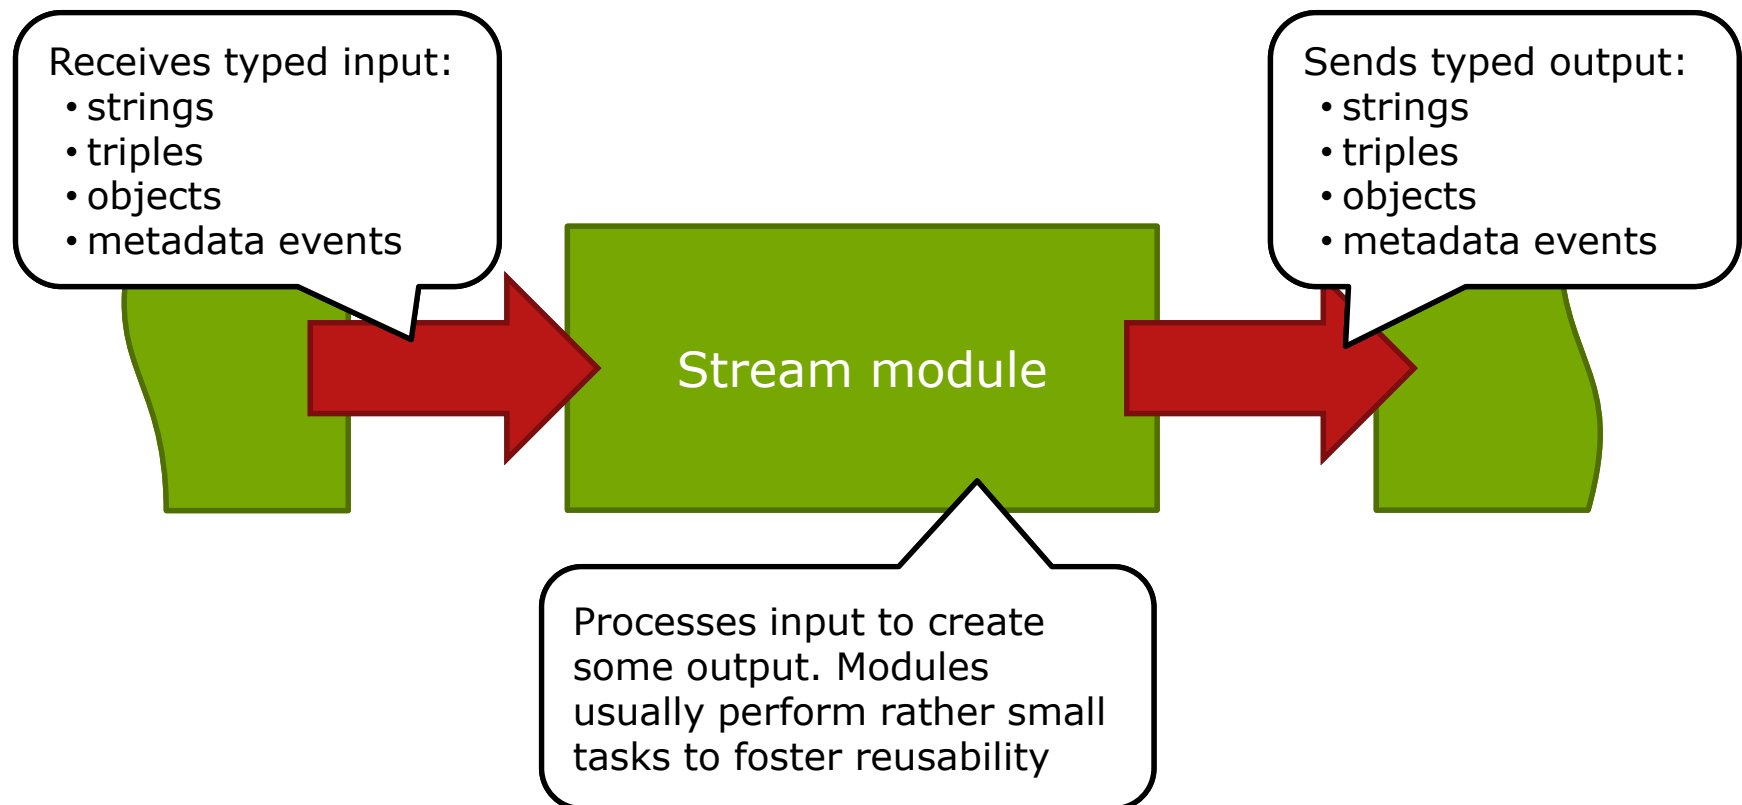 Receives typed input:
• strings
• triples
• objects
• metadata events
Sends typed output:
• strings
• triples
• objects
• metadata events
Stream module
Processes input to create
some output. Modules
usually perform rather small
tasks to foster reusability